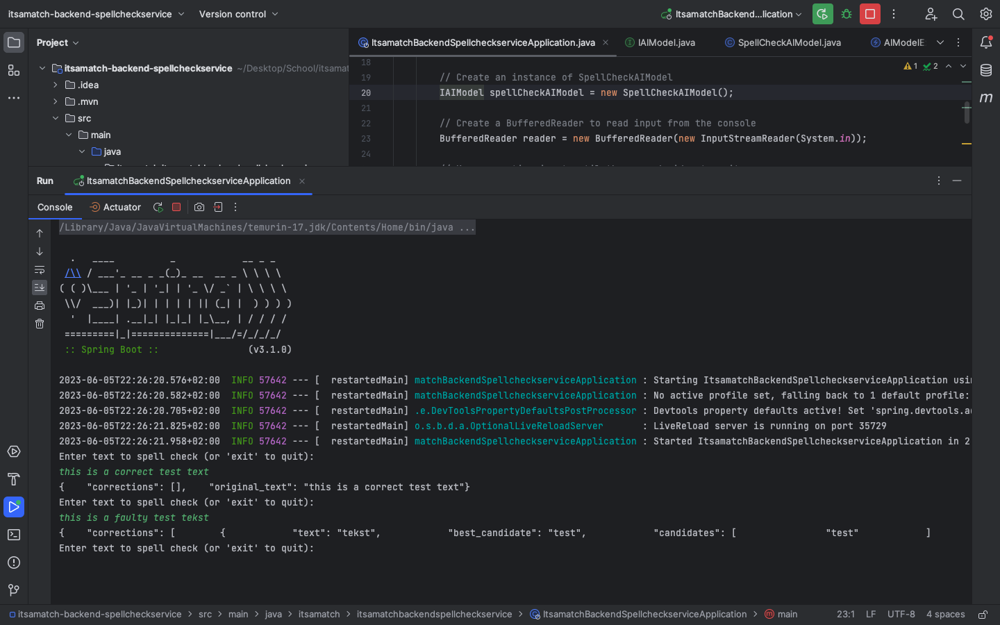 itsamatch-backend-spellcheckservice
Version control
ItsamatchBackend...lication
Project
ItsamatchBackendSpellcheckserviceApplication.java
IAIModel.java
SpellCheckAIModel.java
AIModelE
itsamatch-backend-spellcheckservice ~/Desktop/School/itsamat
.idea
.mvn
src
main
java
1 2
18
19 // Create an instance of SpellCheckAIModel
20 IAIModel spellCheckAIModel = new SpellCheckAIModel();
21
22 // Create a BufferedReader to read input from the console
23 BufferedReader reader = new BufferedReader(new InputStreamReader(System.in));
24
Run
ItsamatchBackendSpellcheckserviceApplication
Console
Actuator
/Library/Java/JavaVirtualMachines/temurin-17.jdk/Contents/Home/bin/java ...
  .   ____          _            __ _ _
 /\\ / ___'_ __ _ _(_)_ __  __ _ \ \ \ \
( ( )\___ | '_ | '_| | '_ \/ _` | \ \ \ \
 \\/  ___)| |_)| | | | | || (_| |  ) ) ) )
  '  |____| .__|_| |_|_| |_\__, | / / / /
 =========|_|==============|___/=/_/_/_/
 :: Spring Boot ::                (v3.1.0)
2023-06-05T22:26:20.576+02:00  INFO 57642 --- [  restartedMain] matchBackendSpellcheckserviceApplication : Starting ItsamatchBackendSpellcheckserviceApplication usin
2023-06-05T22:26:20.582+02:00  INFO 57642 --- [  restartedMain] matchBackendSpellcheckserviceApplication : No active profile set, falling back to 1 default profile:
2023-06-05T22:26:20.705+02:00  INFO 57642 --- [  restartedMain] .e.DevToolsPropertyDefaultsPostProcessor : Devtools property defaults active! Set 'spring.devtools.ad
2023-06-05T22:26:21.825+02:00  INFO 57642 --- [  restartedMain] o.s.b.d.a.OptionalLiveReloadServer       : LiveReload server is running on port 35729
2023-06-05T22:26:21.958+02:00  INFO 57642 --- [  restartedMain] matchBackendSpellcheckserviceApplication : Started ItsamatchBackendSpellcheckserviceApplication in 2
Enter text to spell check (or 'exit' to quit):
this is a correct test text
{    "corrections": [],    "original_text": "this is a correct test text"}
Enter text to spell check (or 'exit' to quit):
this is a faulty test tekst
{    "corrections": [        {            "text": "tekst",            "best_candidate": "test",            "candidates": [                "test"            ]
Enter text to spell check (or 'exit' to quit):
itsamatch-backend-spellcheckservice > src > main > java > itsamatch > itsamatchbackendspellcheckservice > ItsamatchBackendSpellcheckserviceApplication > main
23:1 LF UTF-8 4 spaces